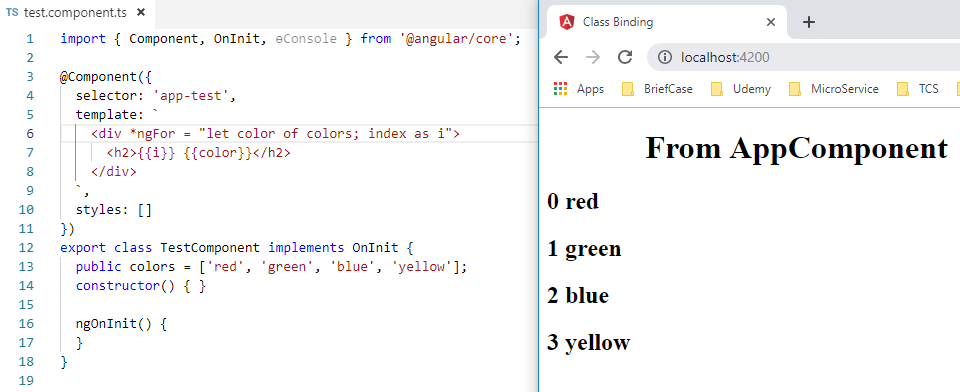 TS test.component.ts ×
1 import { Component, OnInit, ɵConsole } from '@angular/core';
2
3 @Component({
4 selector: 'app-test',
5 template: `
6 <div *ngFor = "let color of colors; index as i">
7 <h2>{{i}} {{color}}</h2>
8 </div>
9 `,
10 styles: []
11 })
12 export class TestComponent implements OnInit {
13 public colors = ['red', 'green', 'blue', 'yellow'];
14 constructor() { }
15
16 ngOnInit() {
17 }
18 }
19
Class Binding ×
localhost:4200
Apps BriefCase Udemy MicroService TCS
From AppComponent
0 red
1 green
2 blue
3 yellow